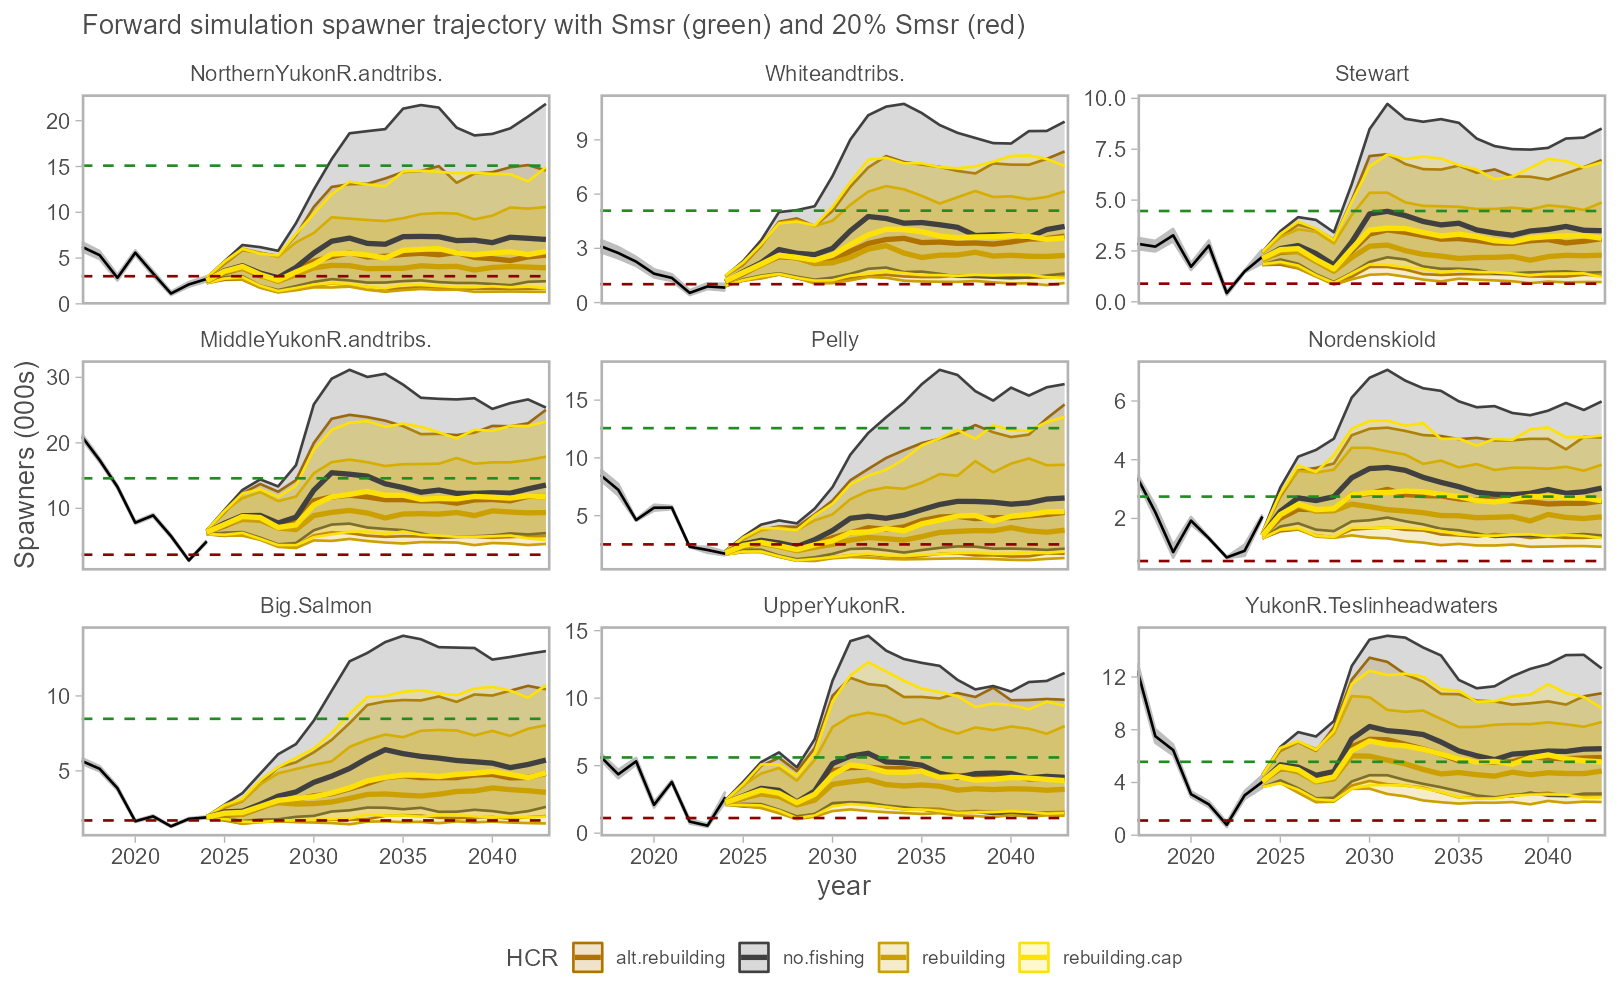 Forward simulation spawner trajectory with Smsr (green) and 20% Smsr (red)
NorthernYukonR.andtribs.
Whiteandtribs.
Stewart
20
15
10
5
0
9
6
3
0
10.0
7.5
5.0
2.5
0.0
MiddleYukonR.andtribs.
Pelly
Nordenskiold
Spawners (000s)
30
20
10
15
10
5
6
4
2
Big.Salmon
UpperYukonR.
YukonR.Teslinheadwaters
10
5
15
10
5
0
12
8
4
0
2020 2025 2030 2035 2040
2020 2025 2030 2035 2040
2020 2025 2030 2035 2040
year
HCR alt.rebuilding no.fishing rebuilding rebuilding.cap